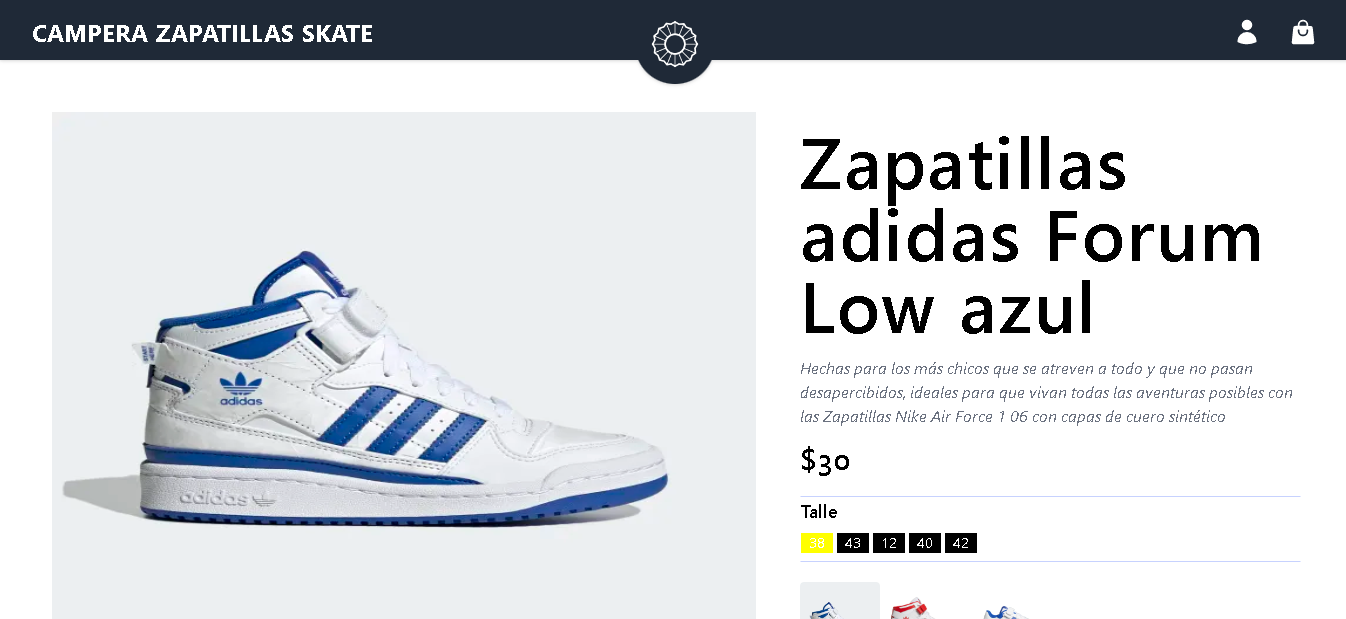 CAMPERA ZAPATILLAS SKATE
Zapatillas
adidas Forum
Low azul
Hechas para los más chicos que se atreven a todo y que no pasan
desapercibidos, ideales para que vivan todas las aventuras posibles con
las Zapatillas Nike Air Force 1 06 con capas de cuero sintético
$30
Talle
38 43 12 40 42
adidas
adidas